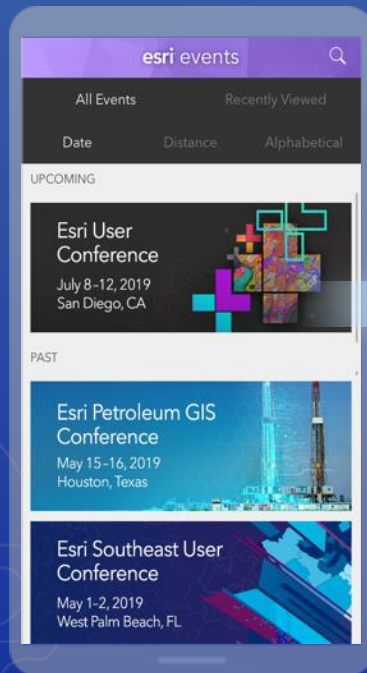 esri events
All Events Recently Viewed
Date Distance Alphabetical
UPCOMING
Esri User
Conference
July 8-12, 2019
San Diego, CA
PAST
Esri Petroleum GIS
Conference
May 15-16, 2019
Houston, Texas
Esri Southeast User
Conference
May 1-2, 2019
West Palm Beach, FL